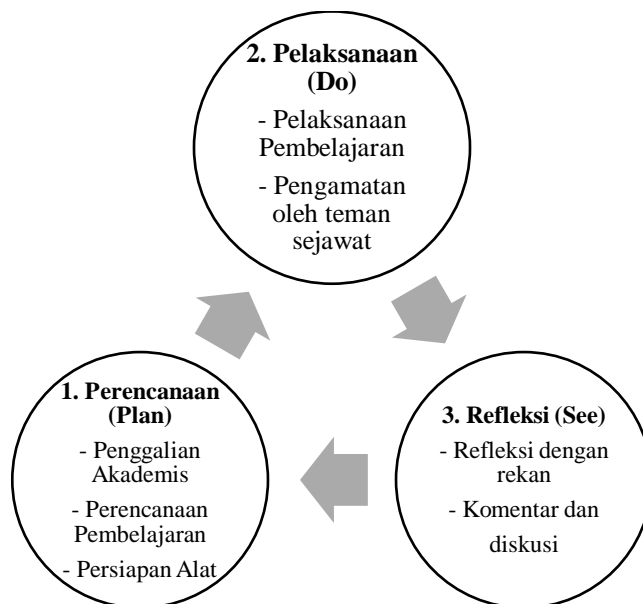 2. Pelaksanaan
(Do)
- Pelaksanaan
Pembelajaran
- Pengamatan
oleh teman
sejawat
1. Perencanaan
(Plan)
- Penggalian
Akademis
- Perencanaan
Pembelajaran
- Persiapan Alat
3. Refleksi (See)
- Refleksi dengan
rekan
- Komentar dan
diskusi